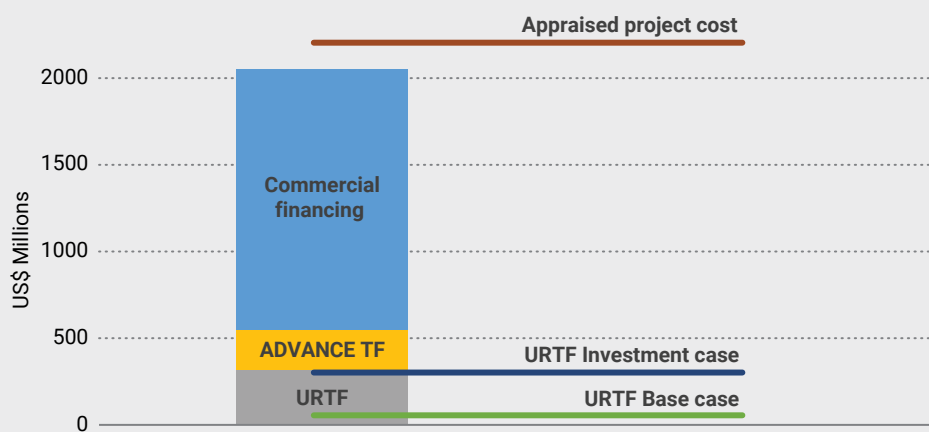 Appraised project cost
2000
1500
Commercial
financing
1000
US$ Millions
500
ADVANCE TF
URTF Investment case
URTF
URTF Base case
0